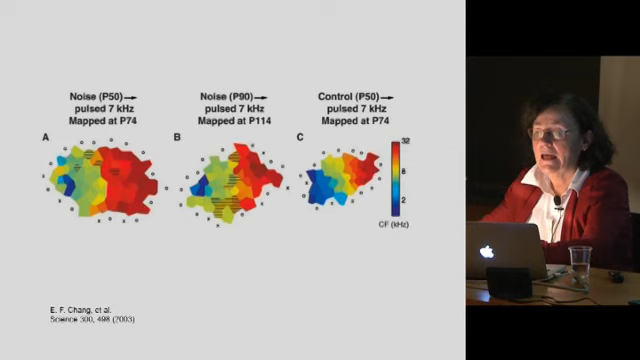 Noise (P50)→
pulsed 7 kHz
Mapped at P74
Noise (P90)→
pulsed 7 kHz
Mapped at P114
Control (P50)→
pulsed 7 kHz
Mapped at P74
A
B
C
32
8
2
CF (kHz)
E. F. Chang, et al.
Science 300, 498 (2003)